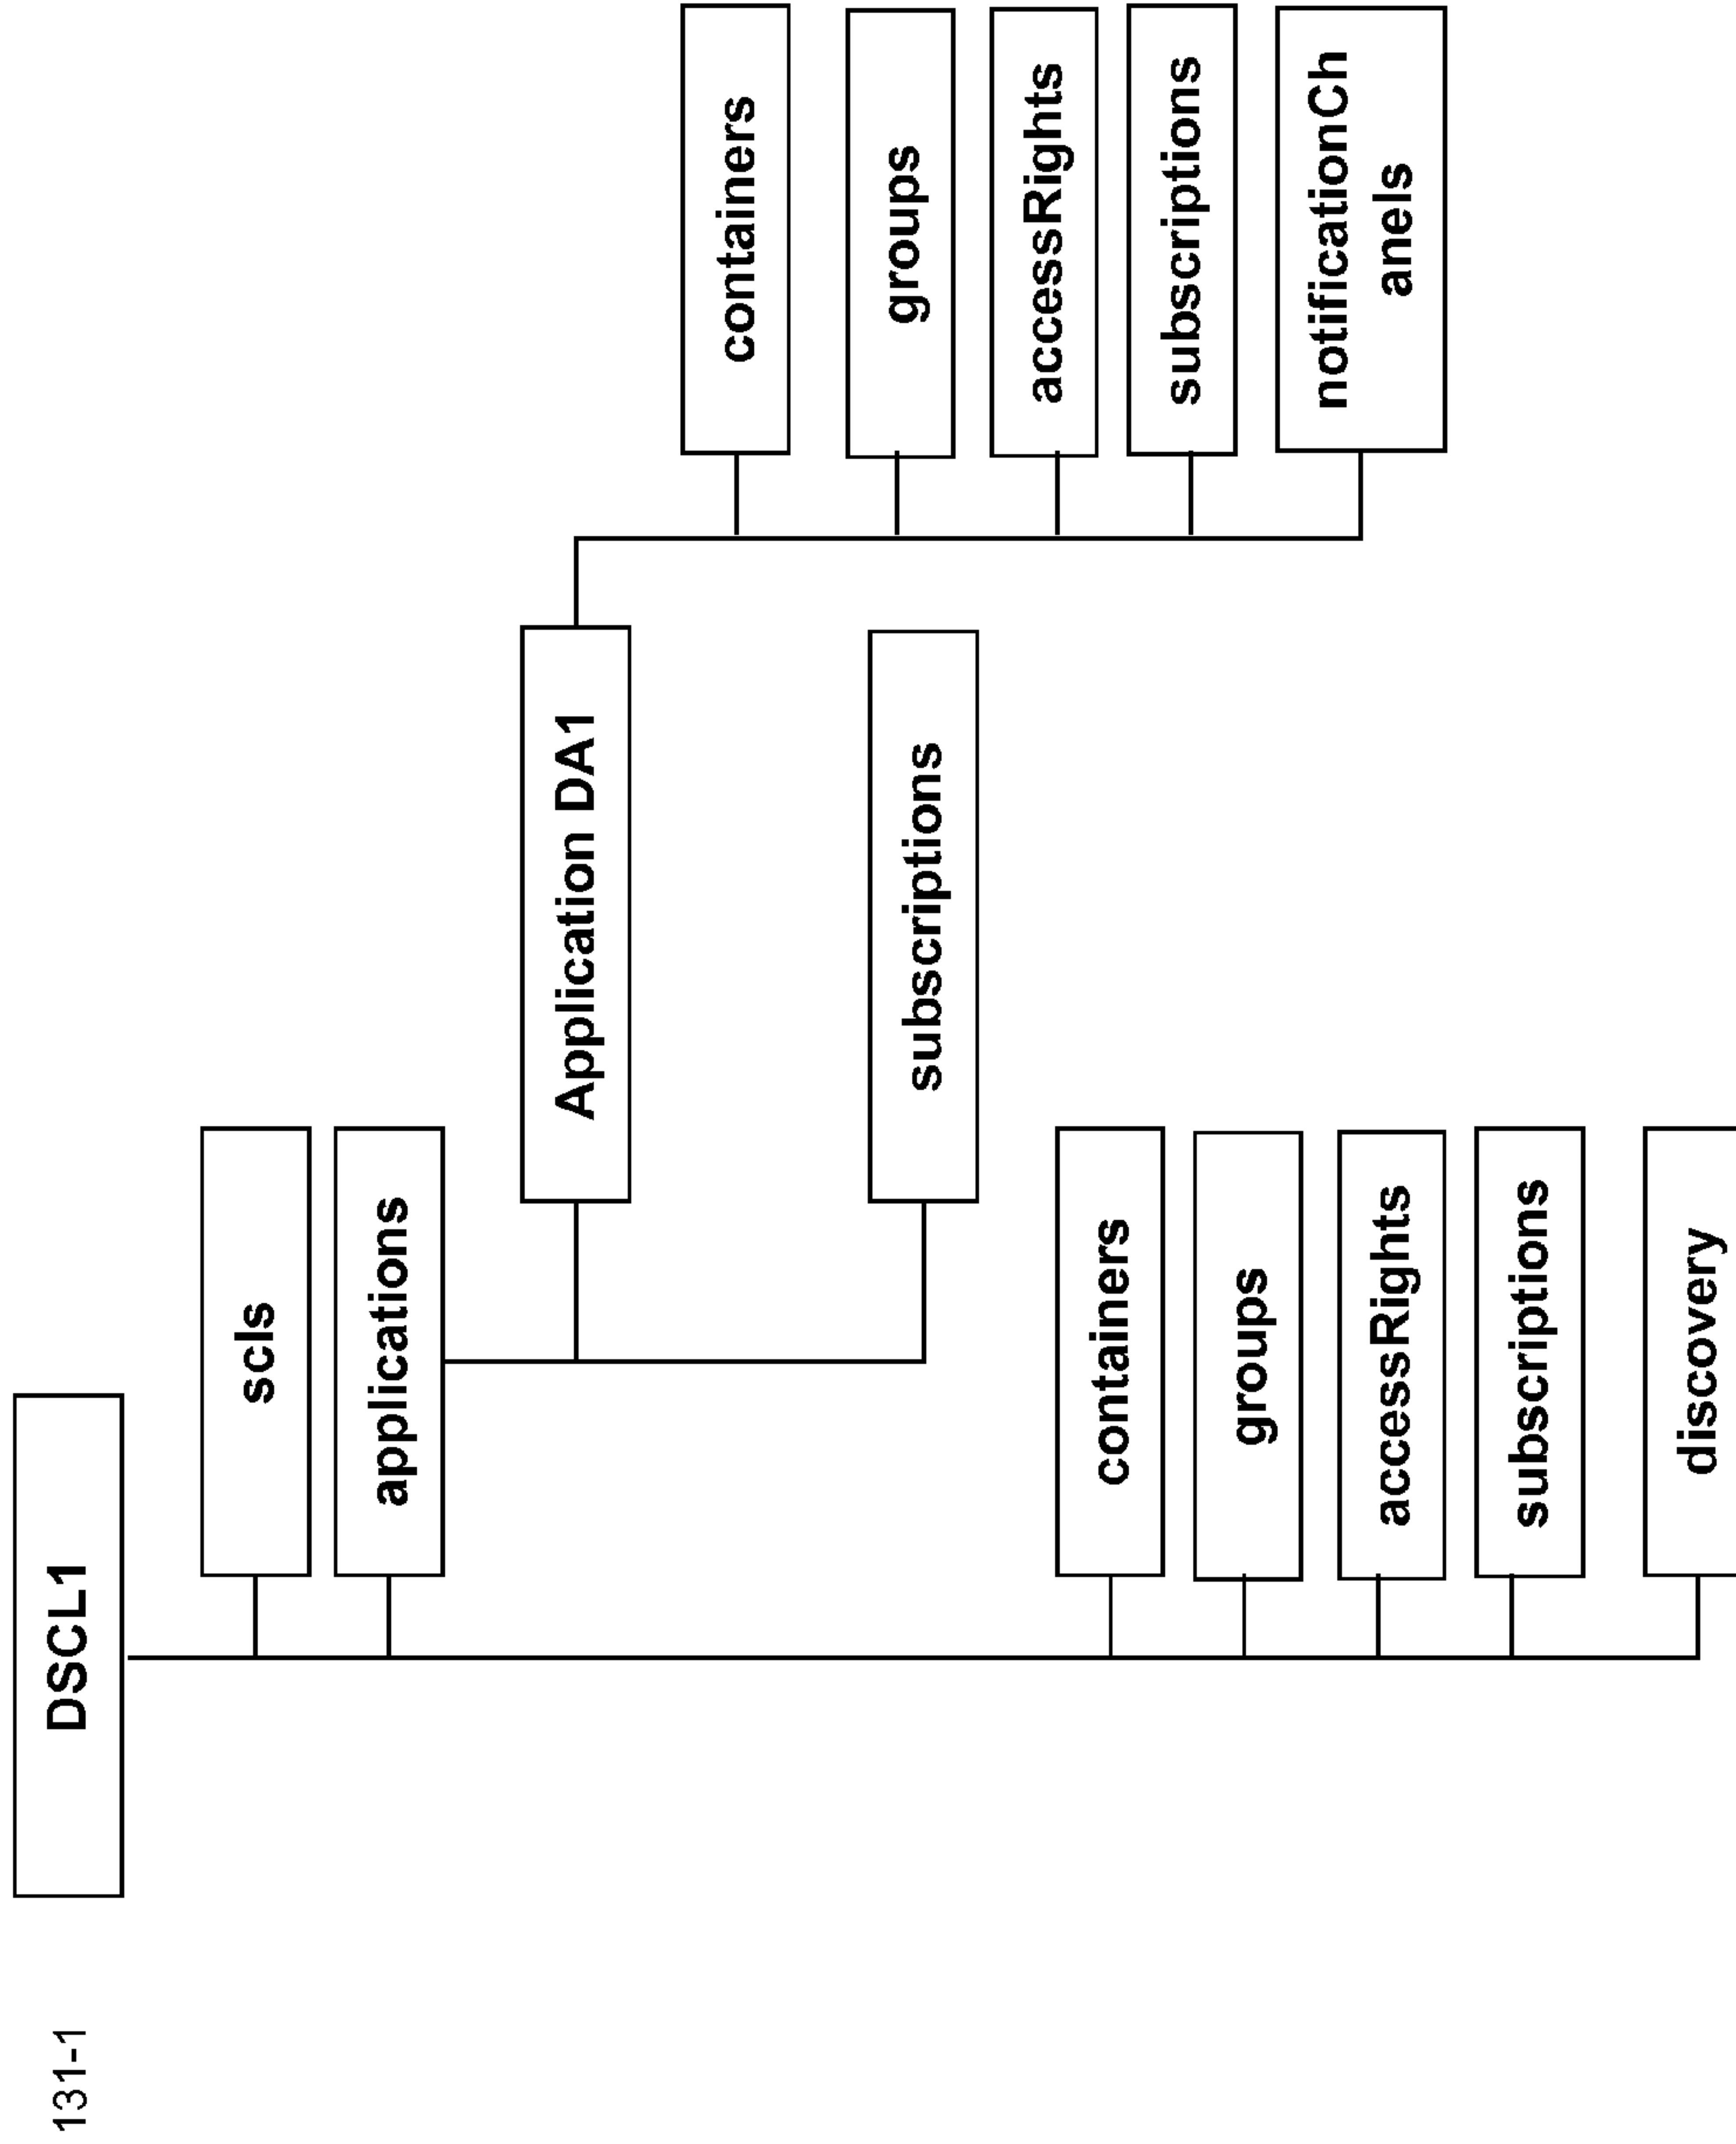 131-1
DSCL1
scls
applications
Application DA1
containers
groups
accessRights
subscriptions
notificationCh
anels
subscriptions
containers
groups
accessRights
subscriptions
discovery